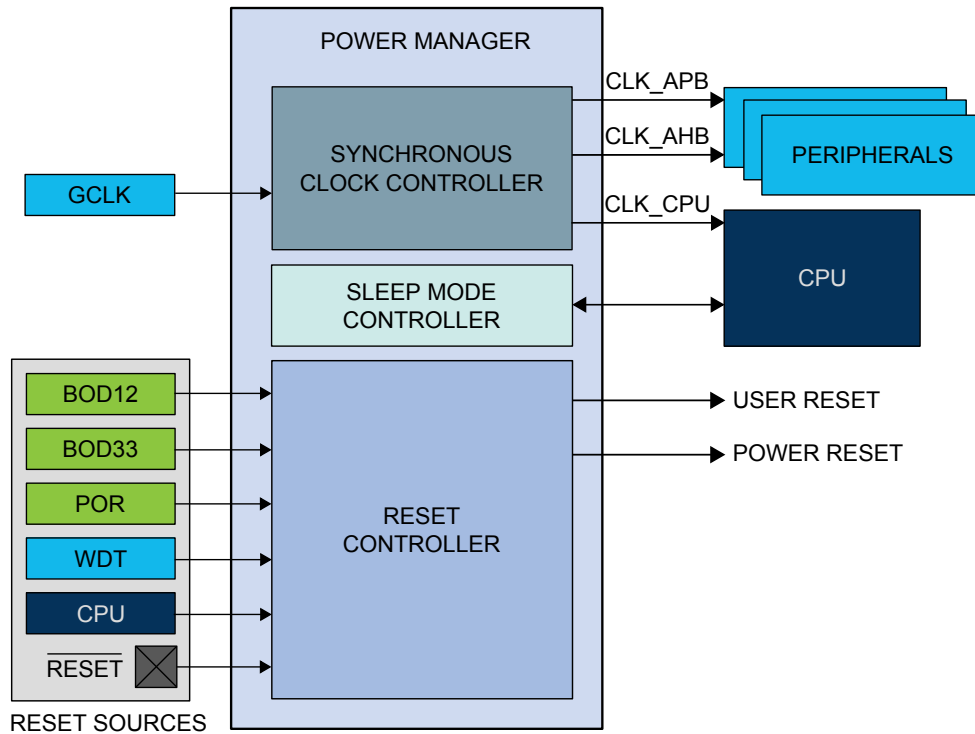 POWER MANAGER
CLK_APB
SYNCHRONOUS
CLOCK CONTROLLER
CLK_AHB
PERIPHERALS
GCLK
CLK_CPU
CPU
SLEEP MODE
CONTROLLER
BOD12
BOD33
POR
WDT
CPU
RESET
RESET SOURCES
RESET
CONTROLLER
USER RESET
POWER RESET